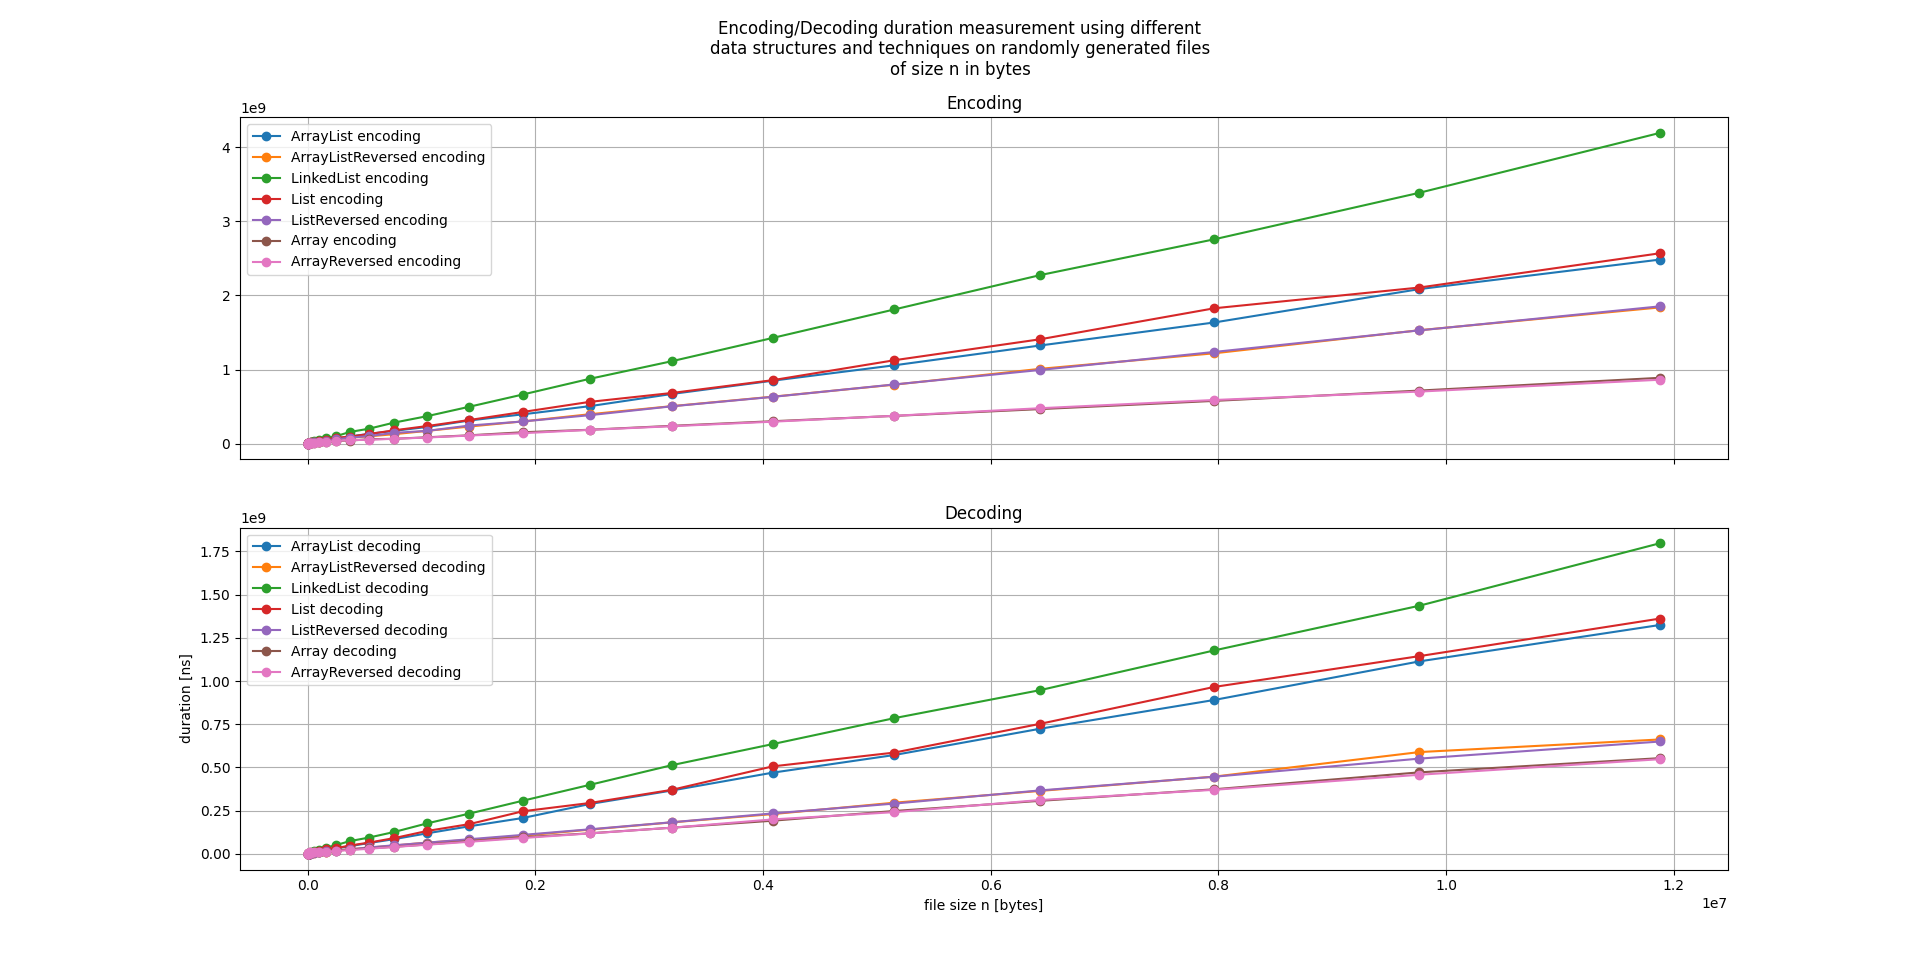 Encoding/Decoding duration measurement using different
data structures and techniques on randomly generated files
of size n in bytes
Encoding
1e9
4
3
2
1
0
ArrayList encoding
ArrayListReversed encoding
LinkedList encoding
List encoding
ListReversed encoding
Array encoding
ArrayReversed encoding
Decoding
1e9
1.75
1.50
1.25
1.00
0.75
0.50
0.25
0.00
duration [ns]
ArrayList decoding
ArrayListReversed decoding
LinkedList decoding
List decoding
ListReversed decoding
Array decoding
ArrayReversed decoding
0.0 0.2 0.4 0.6 0.8 1.0 1.2
file size n [bytes]
1e7